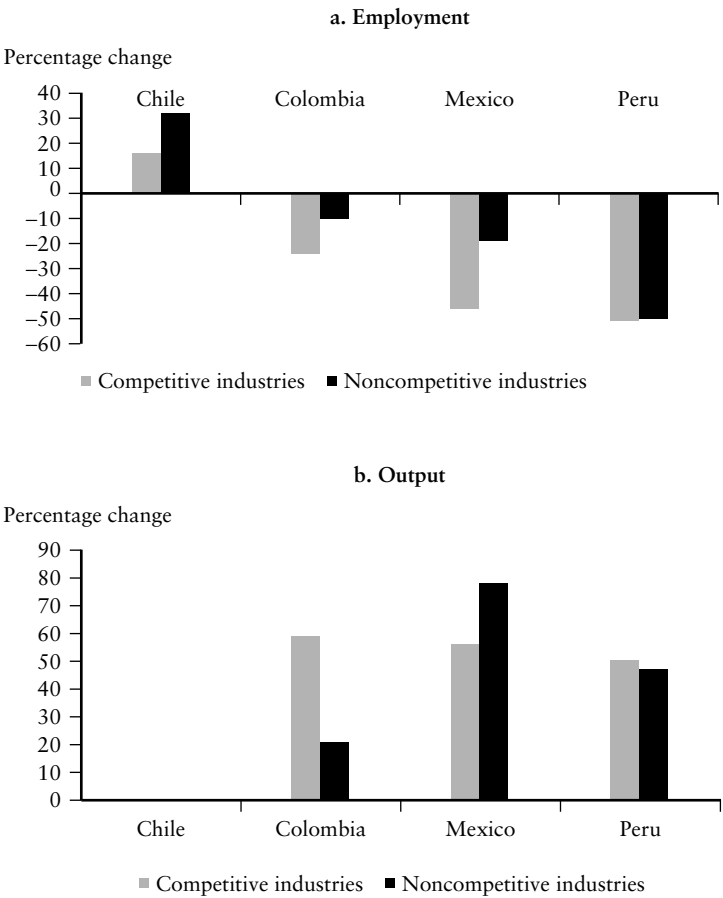 a. Employment
Percentage change
40
30
20
10
0
–10
–20
–30
–40
–50
–60
Chile Colombia Mexico Peru
Competitive industries Noncompetitive industries
b. Output
Percentage change
90
80
70
60
50
40
30
20
10
0
Chile Colombia Mexico Peru
Competitive industries Noncompetitive industries